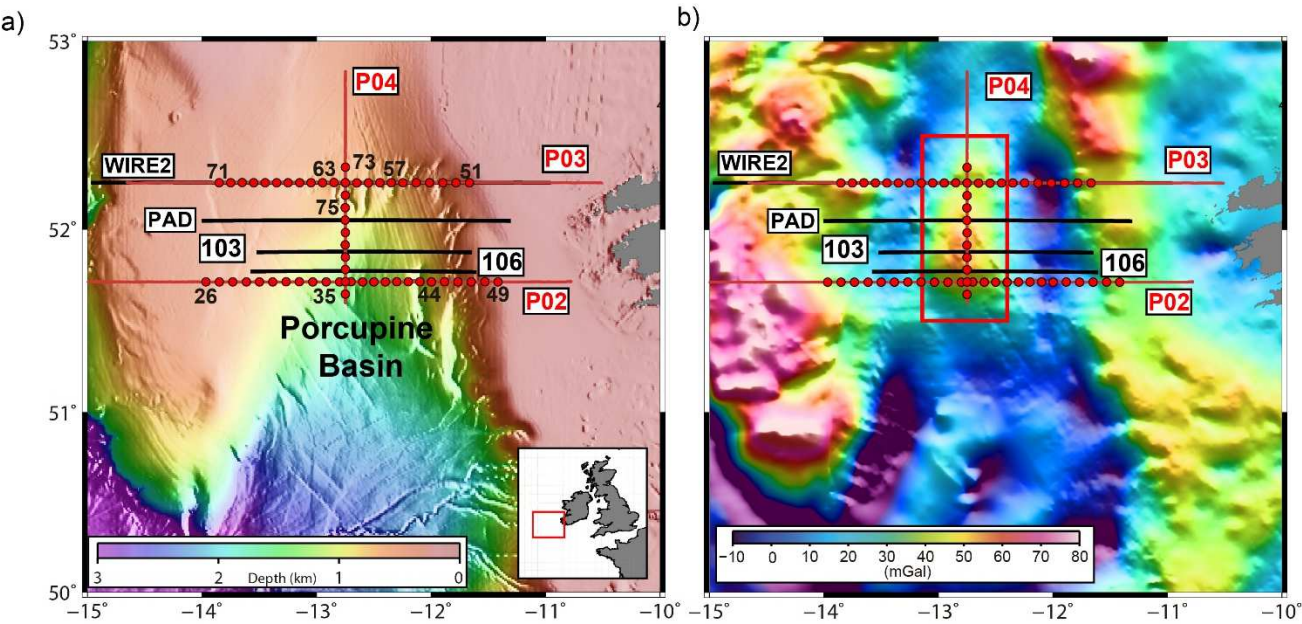 a)
53°
P04
WIRE2
71
63
73
57
51
P03
75
PAD
52°
103
106
26
35
44
49
P02
Porcupine
Basin
51°
3
2
Depth (km)
1
0
50°
−15
−14
−13
−12
−11
−10°
b)
P04
WIRE2
P03
PAD
103
106
P02
−10
0
10
20
30
40
50
60
70
80
(mGal)
−15°
−14
−13
−12
−11
−10°